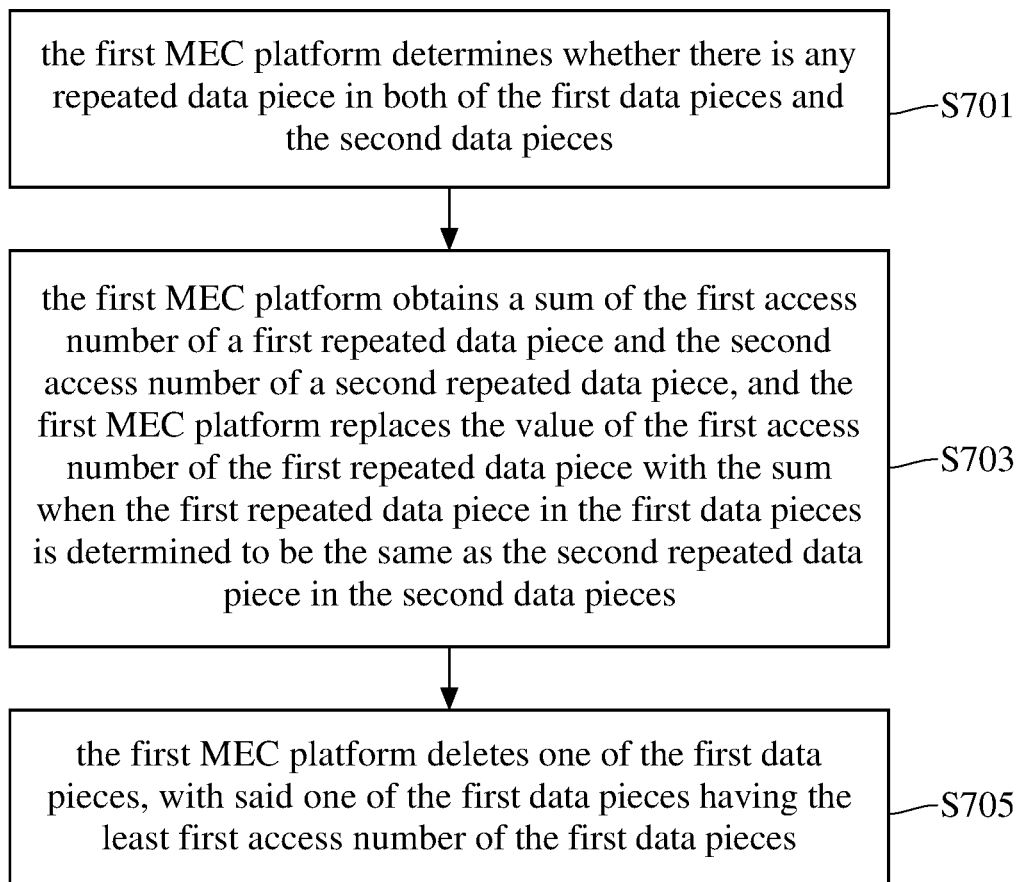 the first MEC platform determines whether there is any
repeated data piece in both of the first data pieces and
the second data pieces
S701
the first MEC platform obtains a sum of the first access
number of a first repeated data piece and the second
access number of a second repeated data piece, and the
first MEC platform replaces the value of the first access
number of the first repeated data piece with the sum
when the first repeated data piece in the first data pieces
is determined to be the same as the second repeated data
piece in the second data pieces
S703
the first MEC platform deletes one of the first data
pieces, with said one of the first data pieces having the
least first access number of the first data pieces
S705